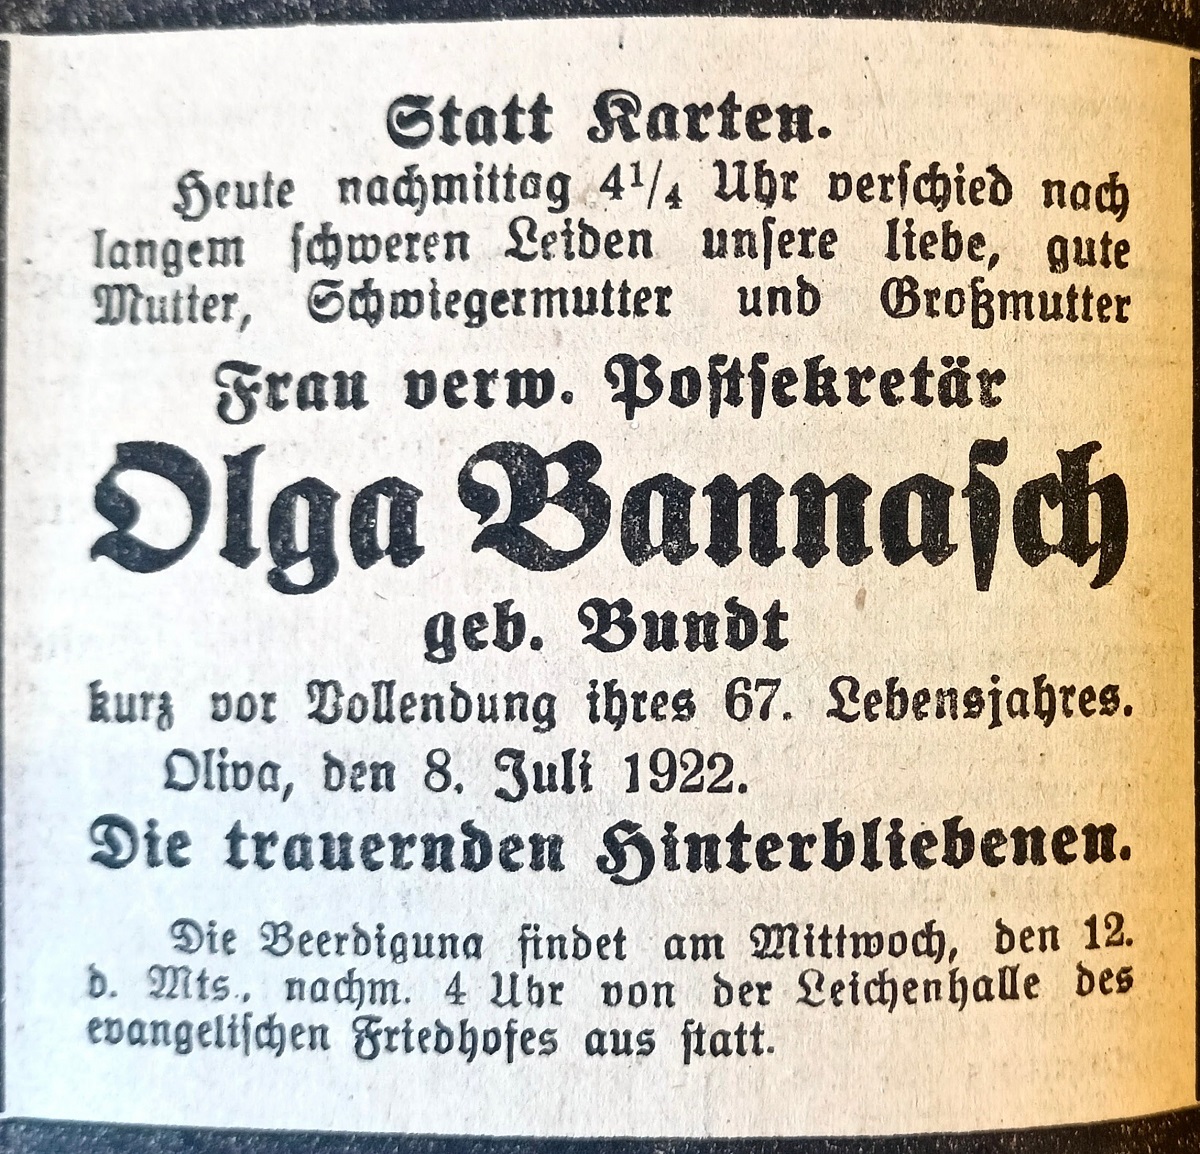 Statt Karten.
Heute nachmittag 4¹/₄ Uhr verschied nach
langem schweren Leiden unsere liebe, gute
Mutter, Schwiegermutter und Großmutter
Frau verw. Postsekretär
Olga Bannasch
geb. Bundt
kurz vor Vollendung ihres 67. Lebensjahres.
Oliva, den 8. Juli 1922.
Die trauernden Hinterbliebenen.
Die Beerdigung findet am Mittwoch, den 12.
d. Mts., nachm. 4 Uhr von der Leichenhalle des
evangelischen Friedhofes aus statt.